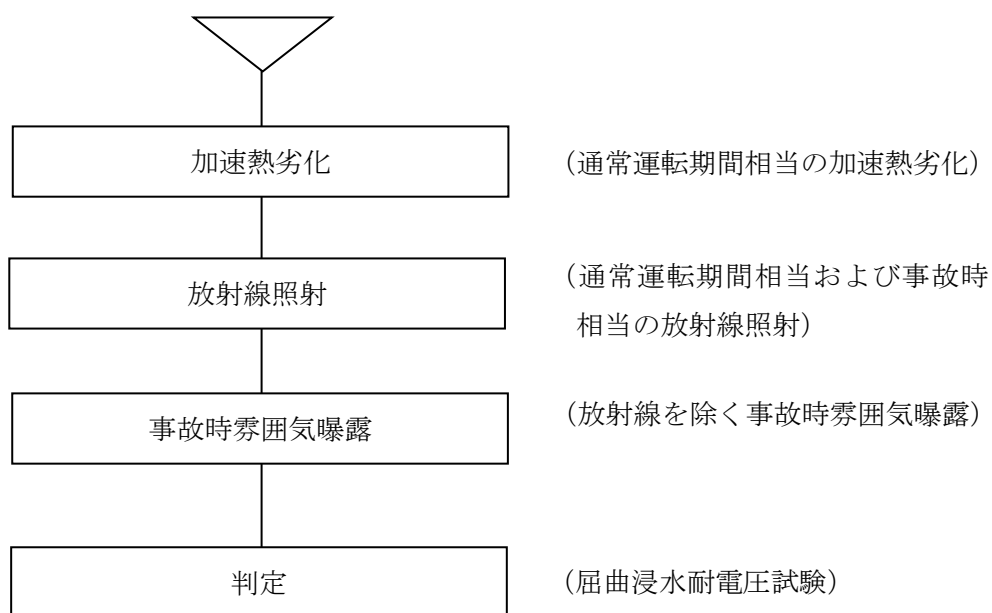 加速熱劣化
（通常運転期間相当の加速熱劣化）
放射線照射
（通常運転期間相当および事故時
相当の放射線照射）
事故時雰囲気曝露
（放射線を除く事故時雰囲気曝露）
判定
（屈曲浸水耐電圧試験）